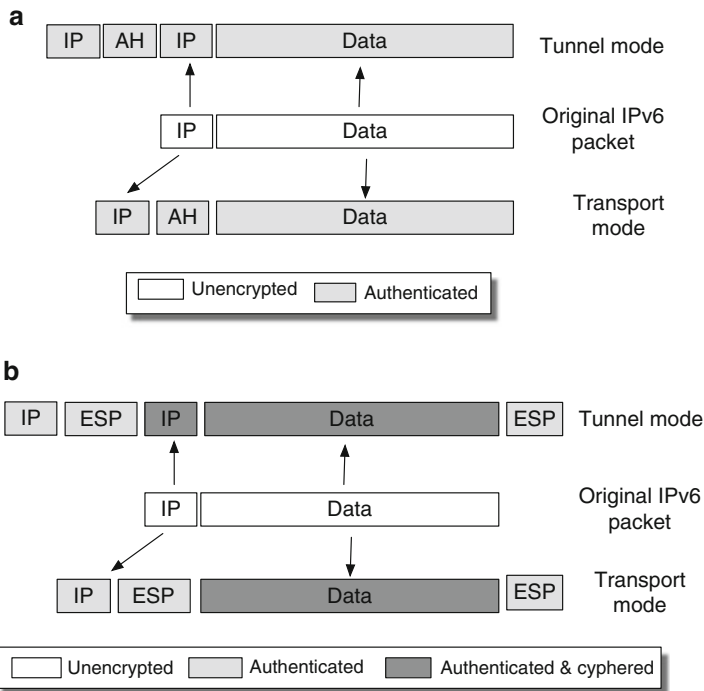 a
IP AH IP Data Tunnel mode
IP Data Original IPv6
packet
IP AH Data Transport
mode
Unencrypted Authenticated
b
IP ESP IP Data ESP Tunnel mode
IP Data Original IPv6
packet
IP ESP Data ESP Transport
mode
Unencrypted Authenticated Authenticated & cyphered